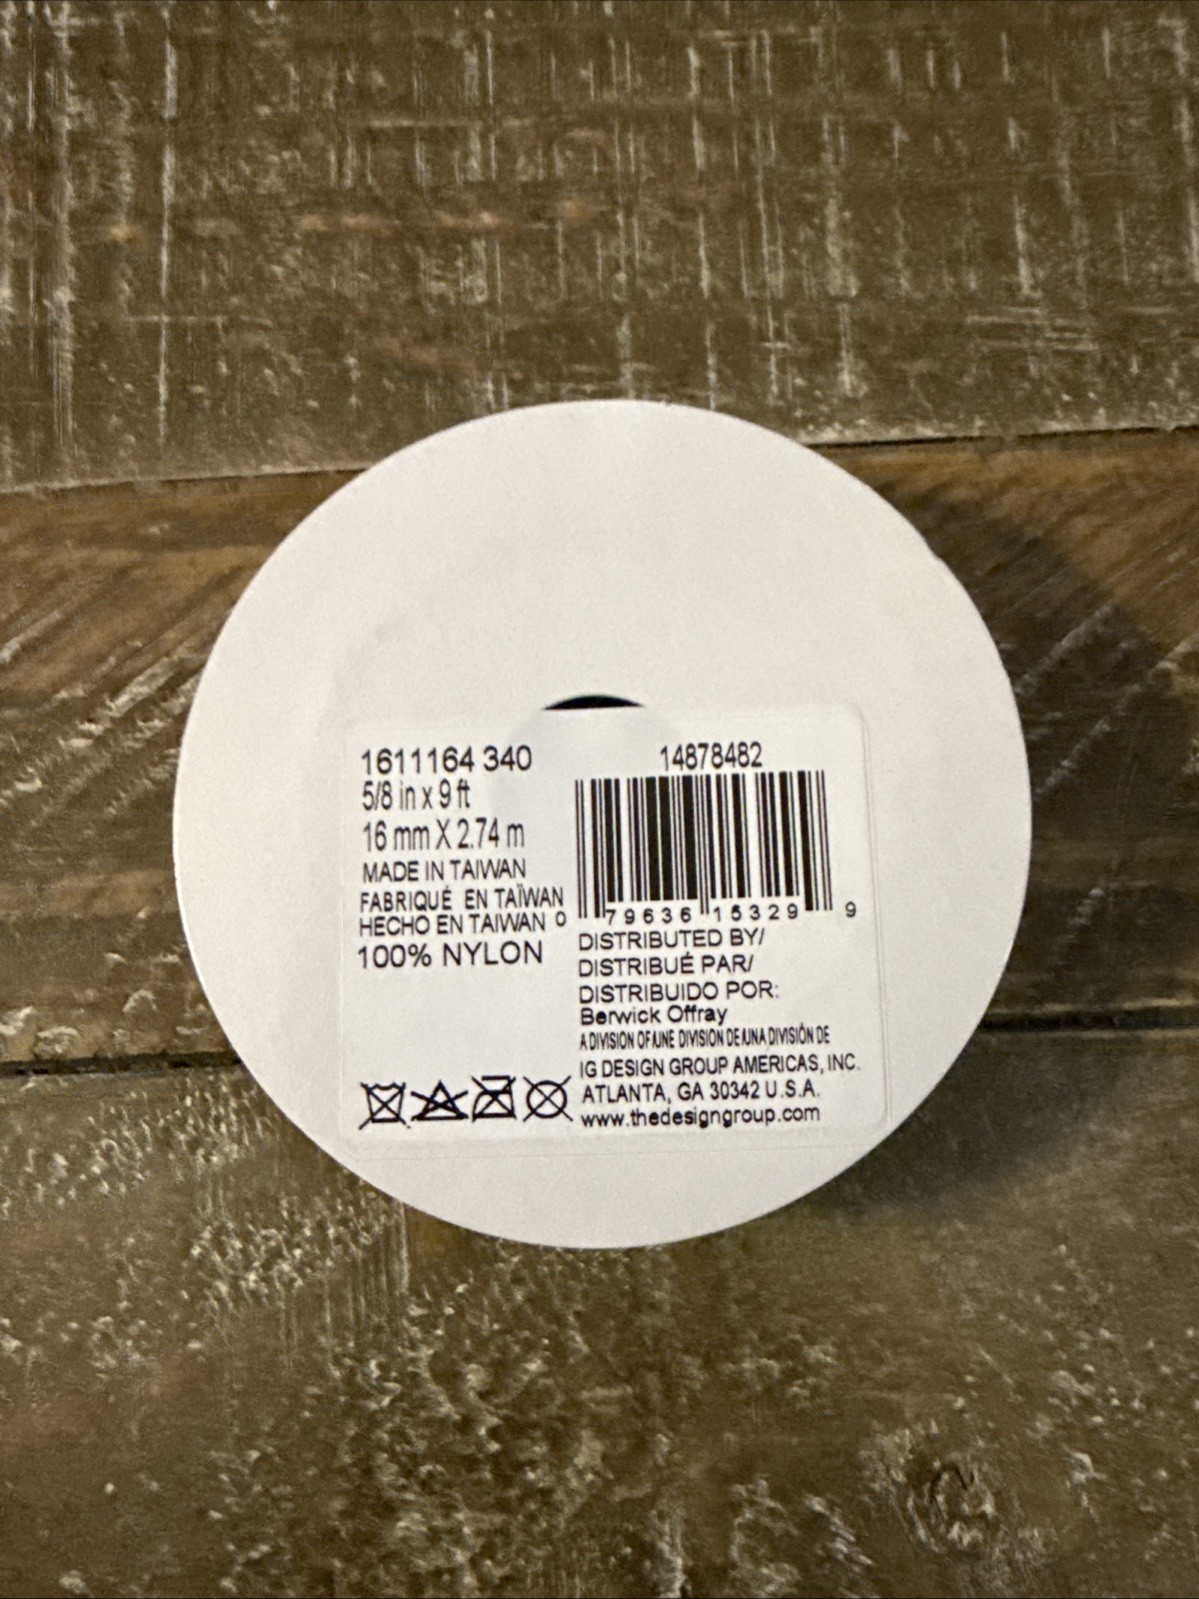 1611164 340
5/8 in x 9 ft
16 mm X 2.74 m
MADE IN TAIWAN
FABRIQUÉ EN TAÏWAN
HECHO EN TAIWAN
100% NYLON
14878482
0 79636 15329 9
DISTRIBUTED BY/
DISTRIBUÉ PAR/
DISTRIBUIDO POR:
Berwick Offray
A DIVISION OF/UNE DIVISION DE/UNA DIVISIÓN DE
IG DESIGN GROUP AMERICAS, INC.
ATLANTA, GA 30342 U.S.A.
www.thedesigngroup.com